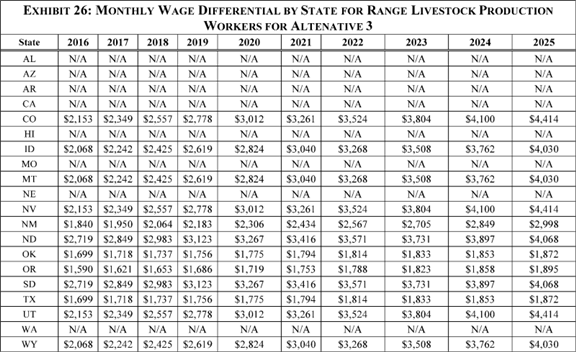 EXHIBIT 26: MONTHLY WAGE DIFFERENTIAL BY STATE FOR RANGE LIVESTOCK PRODUCTION
WORKERS FOR ALTENATIVE 3
State 2016 2017 2018 2019 2020 2021 2022 2023 2024 2025
AL N/A N/A N/A N/A N/A N/A N/A N/A N/A N/A
AZ N/A N/A N/A N/A N/A N/A N/A N/A N/A N/A
AR N/A N/A N/A N/A N/A N/A N/A N/A N/A N/A
CA N/A N/A N/A N/A N/A N/A N/A N/A N/A N/A
CO $2,153 $2,349 $2,557 $2,778 $3,012 $3,261 $3,524 $3,804 $4,100 $4,414
HI N/A N/A N/A N/A N/A N/A N/A N/A N/A N/A
ID $2,068 $2,242 $2,425 $2,619 $2,824 $3,040 $3,268 $3,508 $3,762 $4,030
MO N/A N/A N/A N/A N/A N/A N/A N/A N/A N/A
MT $2,068 $2,242 $2,425 $2,619 $2,824 $3,040 $3,268 $3,508 $3,762 $4,030
NE N/A N/A N/A N/A N/A N/A N/A N/A N/A N/A
NV $2,153 $2,349 $2,557 $2,778 $3,012 $3,261 $3,524 $3,804 $4,100 $4,414
NM $1,840 $1,950 $2,064 $2,183 $2,306 $2,434 $2,567 $2,705 $2,849 $2,998
ND $2,719 $2,849 $2,983 $3,123 $3,267 $3,416 $3,571 $3,731 $3,897 $4,068
OK $1,699 $1,718 $1,737 $1,756 $1,775 $1,794 $1,814 $1,833 $1,853 $1,872
OR $1,590 $1,621 $1,653 $1,686 $1,719 $1,753 $1,788 $1,823 $1,858 $1,895
SD $2,719 $2,849 $2,983 $3,123 $3,267 $3,416 $3,571 $3,731 $3,897 $4,068
TX $1,699 $1,718 $1,737 $1,756 $1,775 $1,794 $1,814 $1,833 $1,853 $1,872
UT $2,153 $2,349 $2,557 $2,778 $3,012 $3,261 $3,524 $3,804 $4,100 $4,414
WA N/A N/A N/A N/A N/A N/A N/A N/A N/A N/A
WY $2,068 $2,242 $2,425 $2,619 $2,824 $3,040 $3,268 $3,508 $3,762 $4,030